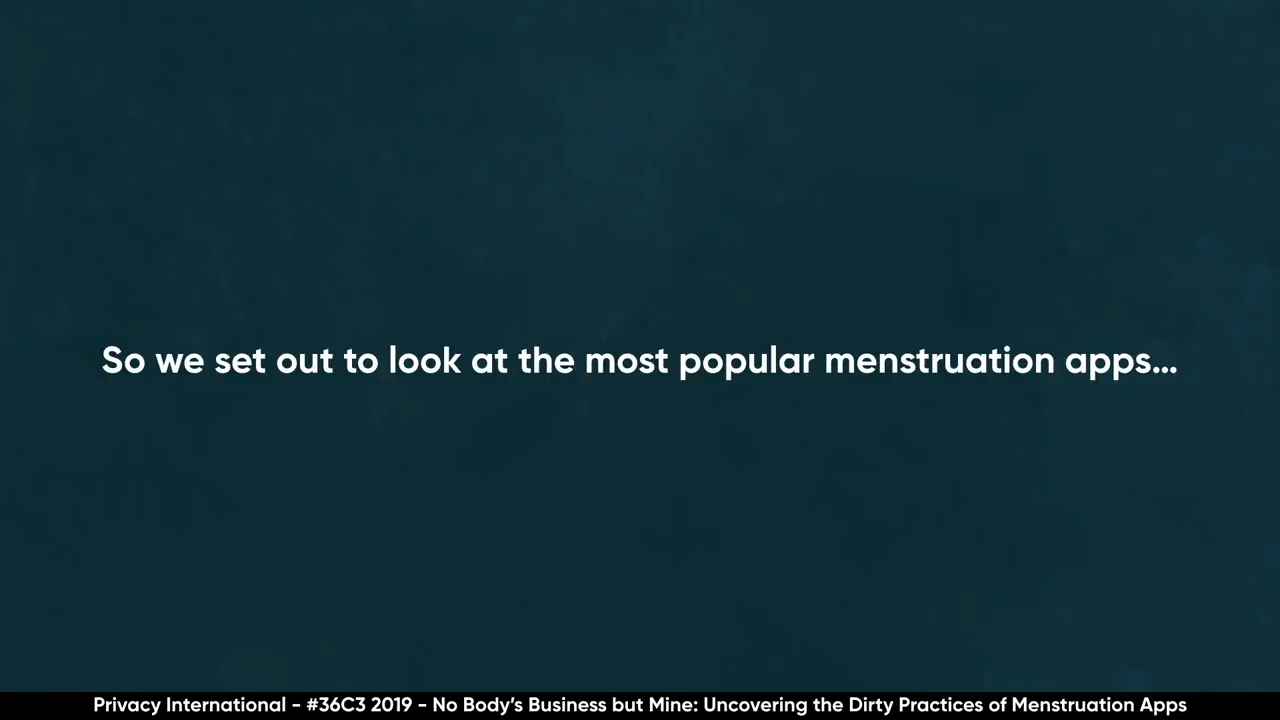 So we set out to look at the most popular menstruation apps...
Privacy International - #36C3 2019 - No Body’s Business but Mine: Uncovering the Dirty Practices of Menstruation Apps